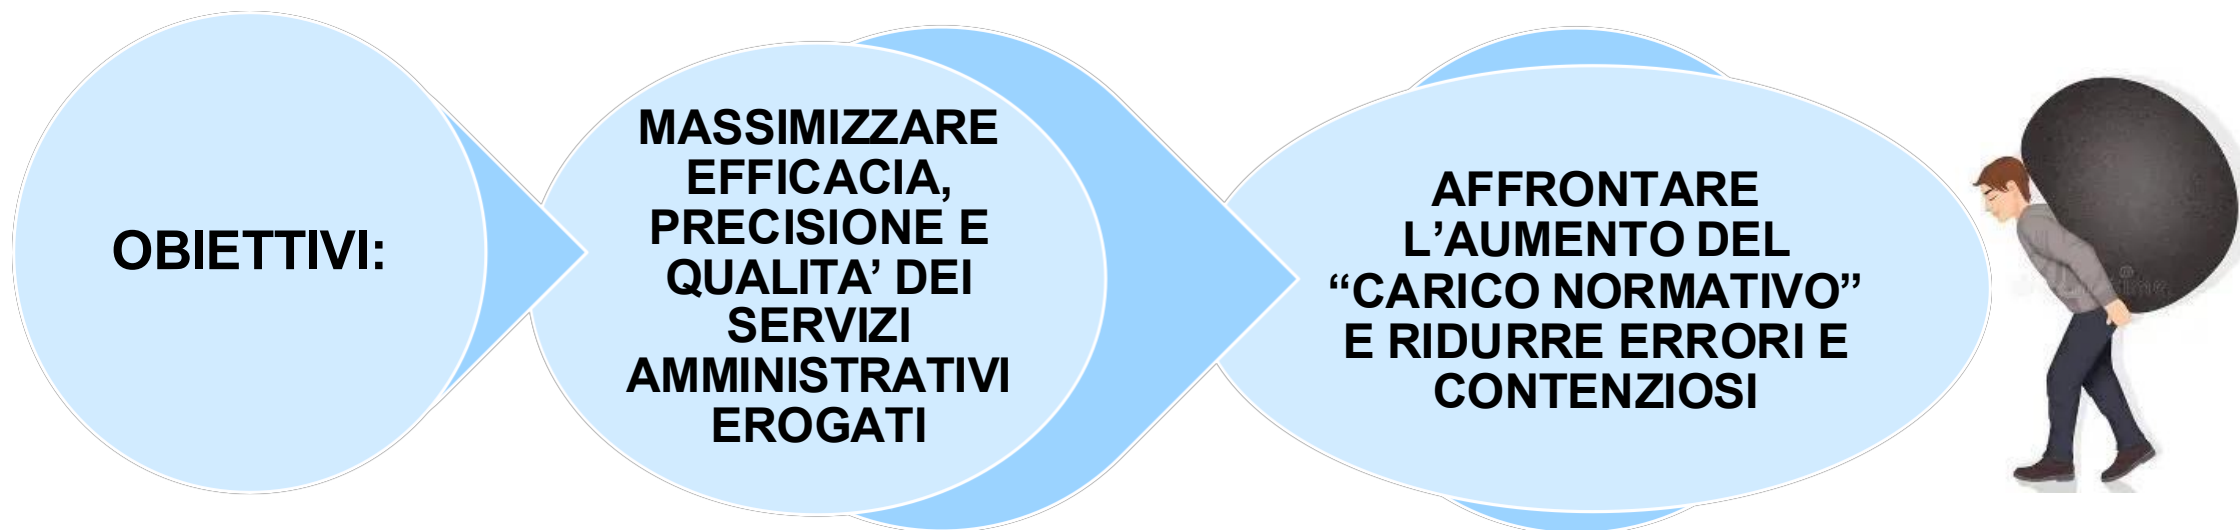 OBIETTIVI:
MASSIMIZZARE
EFFICACIA,
PRECISIONE E
QUALITA’ DEI
SERVIZI
AMMINISTRATIVI
EROGATI
AFFRONTARE
L’AUMENTO DEL
“CARICO NORMATIVO”
E RIDURRE ERRORI E
CONTENZIOSI